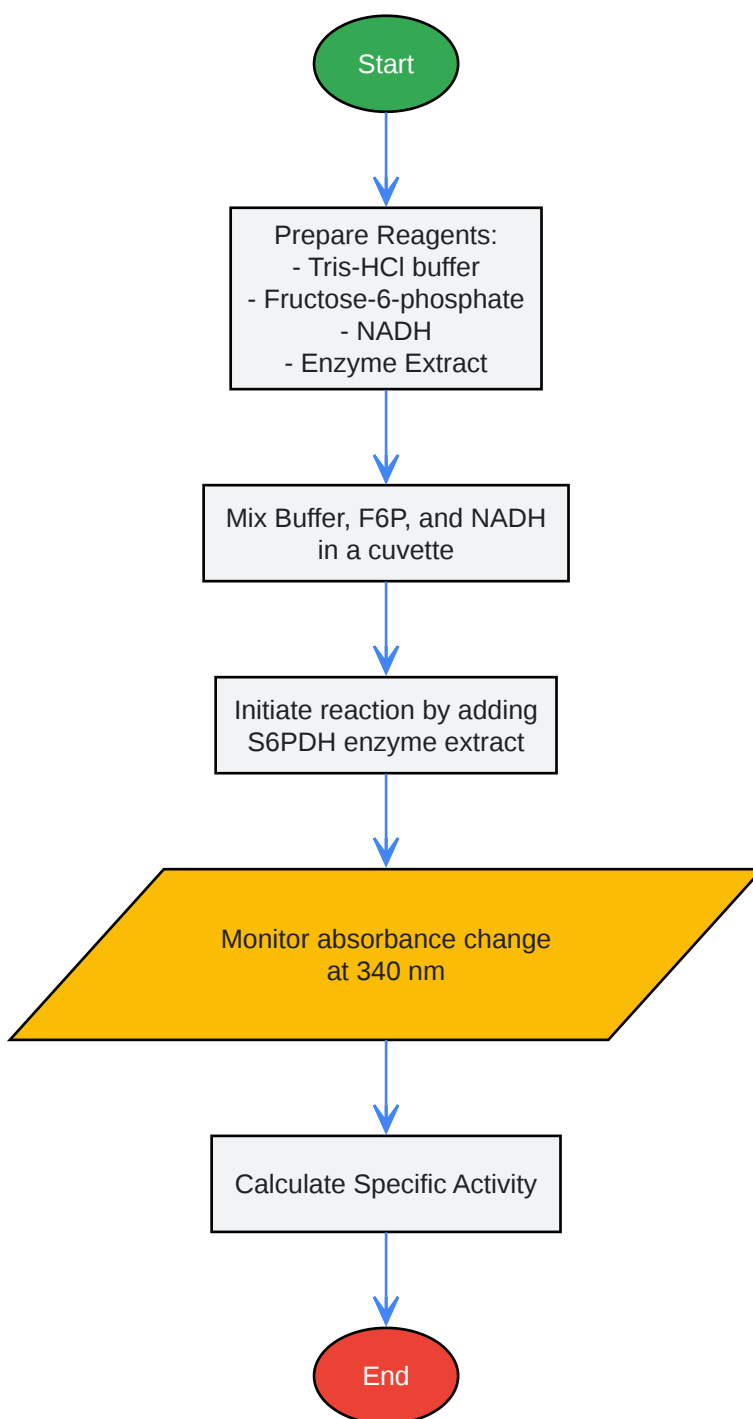 Start
Prepare Reagents:
- Tris-HCl buffer
- Fructose-6-phosphate
- NADH
- Enzyme Extract
Mix Buffer, F6P, and NADH
in a cuvette
Initiate reaction by adding
S6PDH enzyme extract
Monitor absorbance change
at 340 nm
Calculate Specific Activity
End